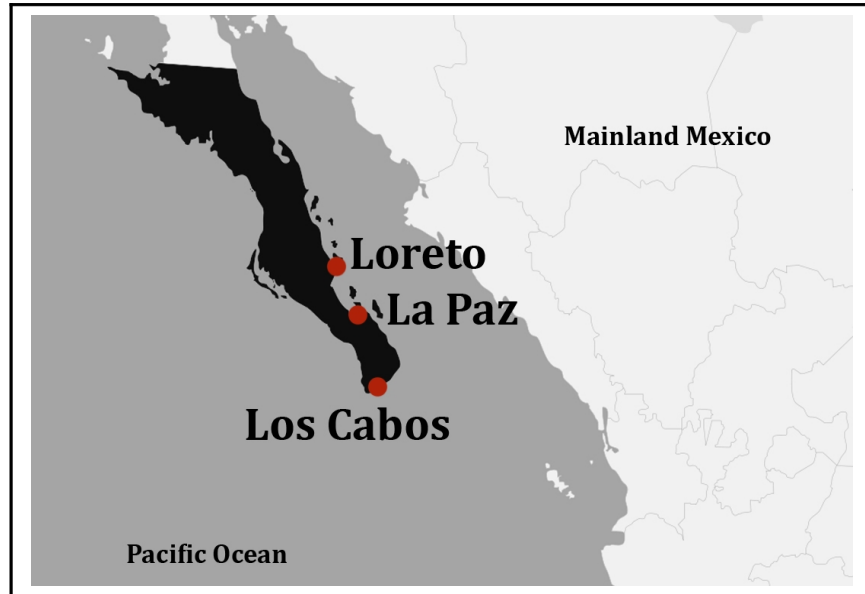 Mainland Mexico
Loreto
La Paz
Los Cabos
Pacific Ocean